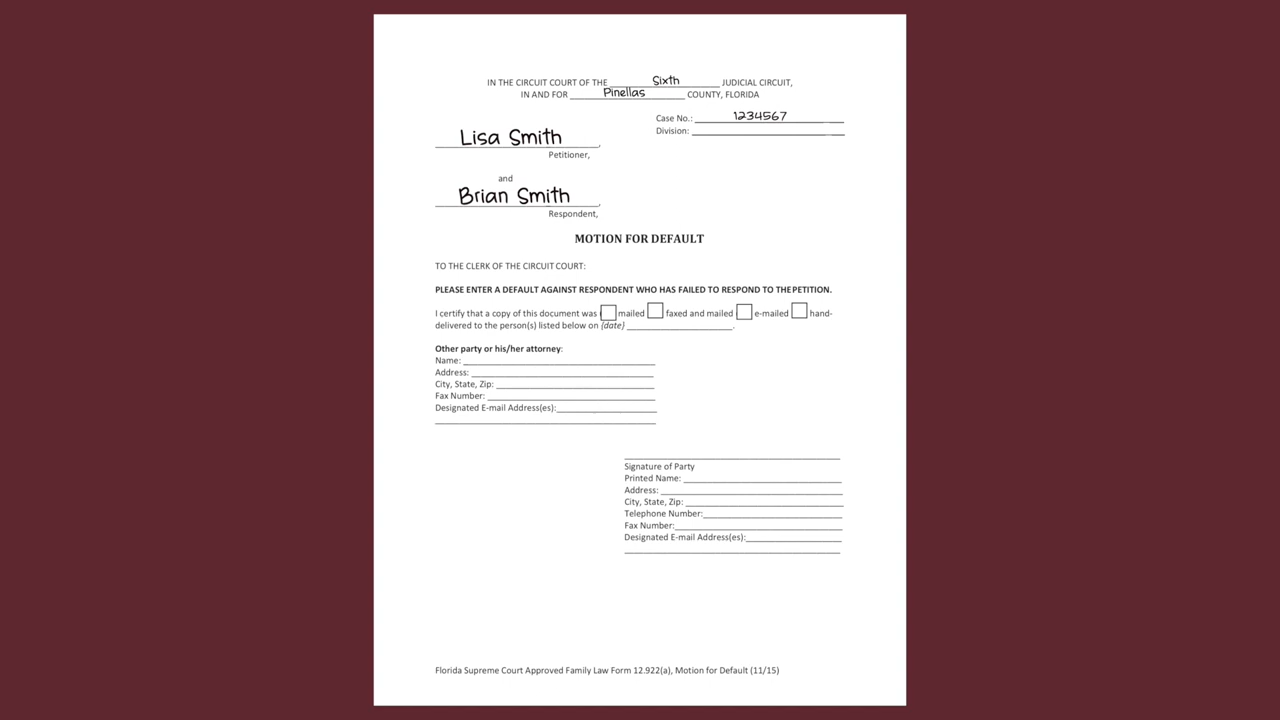 IN THE CIRCUIT COURT OF THE Sixth JUDICIAL CIRCUIT,
IN AND FOR Pinellas COUNTY, FLORIDA
Case No.: 1234567
Division:
Lisa Smith,
Petitioner,
and
Brian Smith,
Respondent,
MOTION FOR DEFAULT
TO THE CLERK OF THE CIRCUIT COURT:
PLEASE ENTER A DEFAULT AGAINST RESPONDENT WHO HAS FAILED TO RESPOND TO THE PETITION.
I certify that a copy of this document was mailed faxed and mailed e-mailed hand-
delivered to the person(s) listed below on (date) .
Other party or his/her attorney:
Name:
Address:
City, State, Zip:
Fax Number:
Designated E-mail Address(es):
Signature of Party
Printed Name:
Address:
City, State, Zip:
Telephone Number:
Fax Number:
Designated E-mail Address(es):
Florida Supreme Court Approved Family Law Form 12.922(a), Motion for Default (11/15)